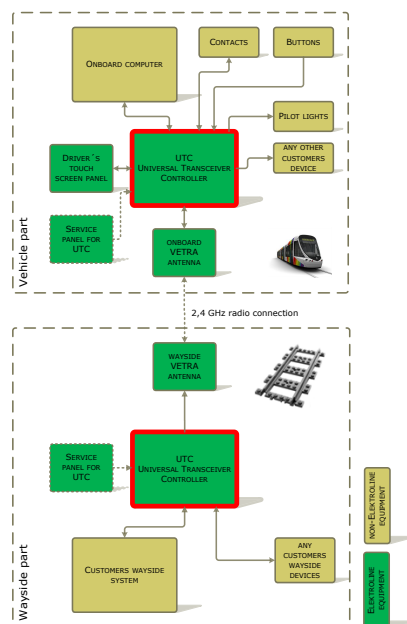 ONBOARD COMPUTER
CONTACTS
BUTTONS
PILOT LIGHTS
ANY OTHER
CUSTOMERS
DEVICE
DRIVER´S
TOUCH
SCREEN PANEL
UTC
UNIVERSAL TRANSCEIVER
CONTROLLER
SERVICE
PANEL FOR
UTC
ONBOARD
VETRA
ANTENNA
Vehicle part
2,4 GHz radio connection
WAYSIDE
VETRA
ANTENNA
SERVICE
PANEL FOR
UTC
UTC
UNIVERSAL TRANSCEIVER
CONTROLLER
CUSTOMERS WAYSIDE
SYSTEM
ANY
CUSTOMERS
WAYSIDE
DEVICES
Wayside part
NON-ELEKTROLINE
EQUIPMENT
ELEKTROLINE
EQUIPMENT